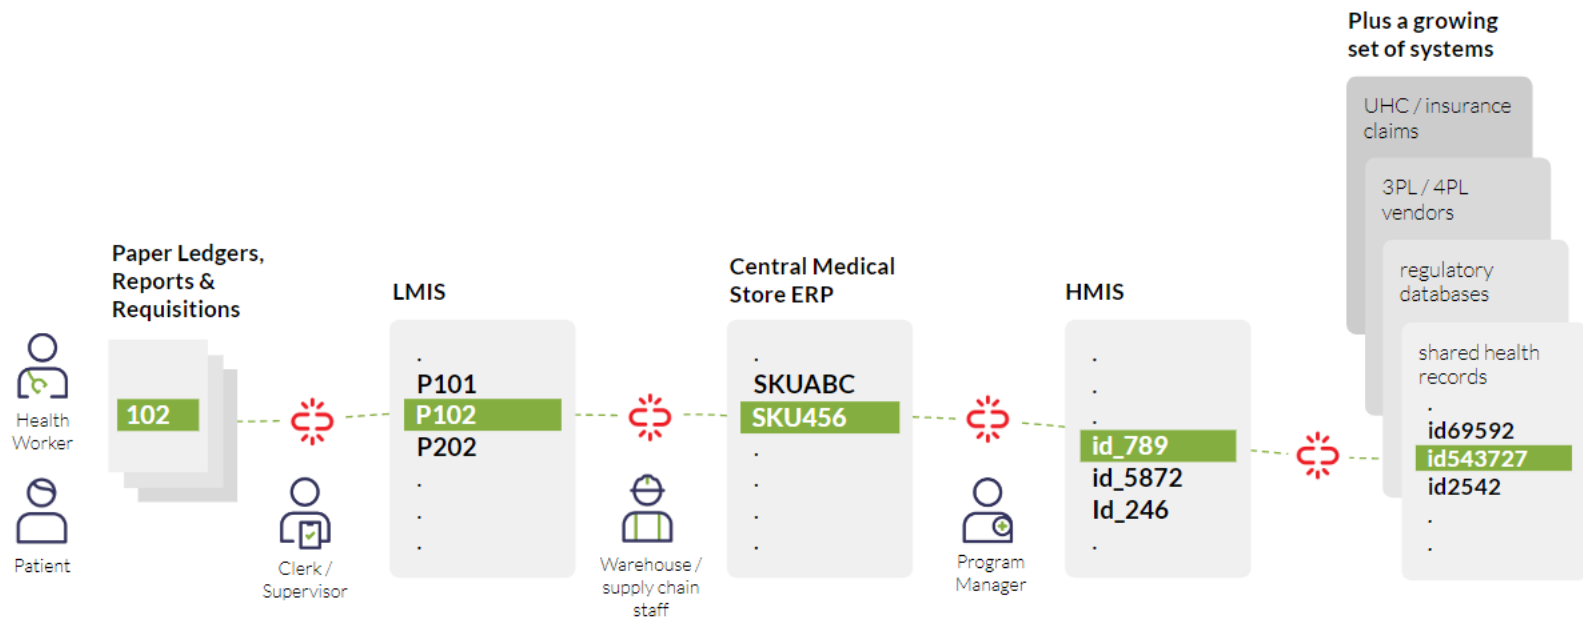 Plus a growing
set of systems
UHC / insurance
claims
3PL / 4PL
vendors
regulatory
databases
shared health
records
.
id69592
id543727
id2542
.
.
Paper Ledgers,
Reports &
Requisitions
102
Health
Worker
Patient
Clerk /
Supervisor
LMIS
.
P101
P102
P202
.
.
.
Warehouse /
supply chain
staff
Central Medical
Store ERP
.
SKUABC
SKU456
.
.
.
.
Program
Manager
HMIS
.
.
.
id_789
id_5872
Id_246
.